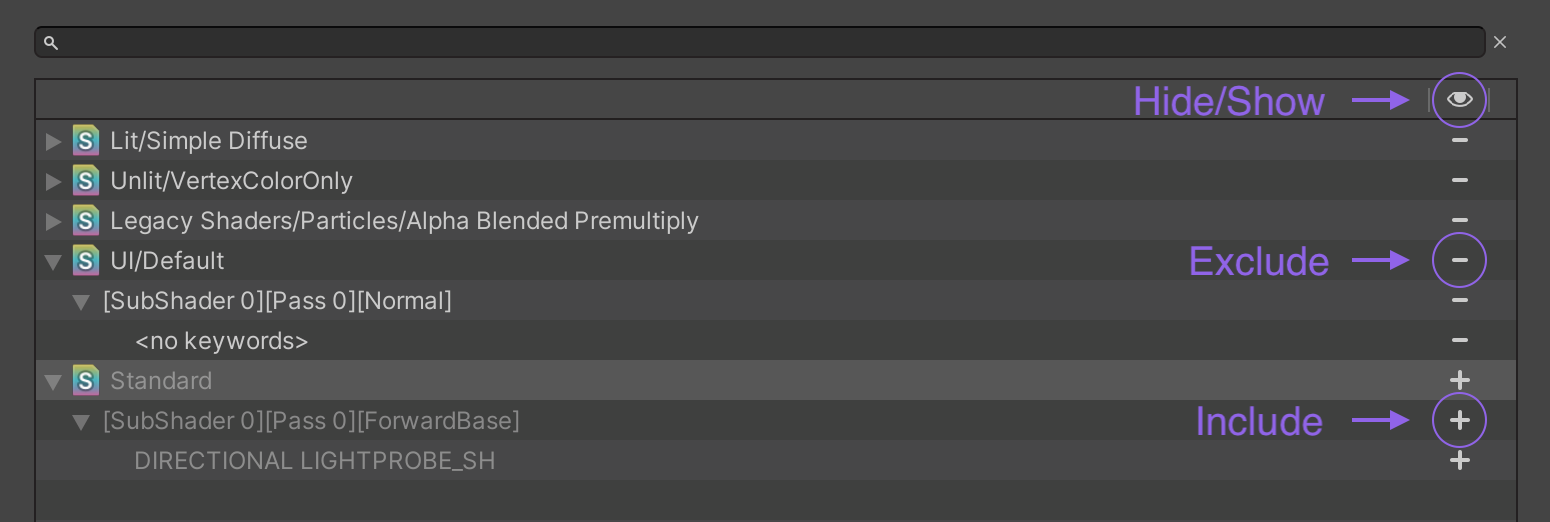 Hide/Show
S Lit/Simple Diffuse
S Unlit/VertexColorOnly
S Legacy Shaders/Particles/Alpha Blended Premultiply
S UI/Default Exclude
[SubShader 0][Pass 0][Normal]
<no keywords>
S Standard
[SubShader 0][Pass 0][ForwardBase] Include
DIRECTIONAL LIGHTPROBE_SH